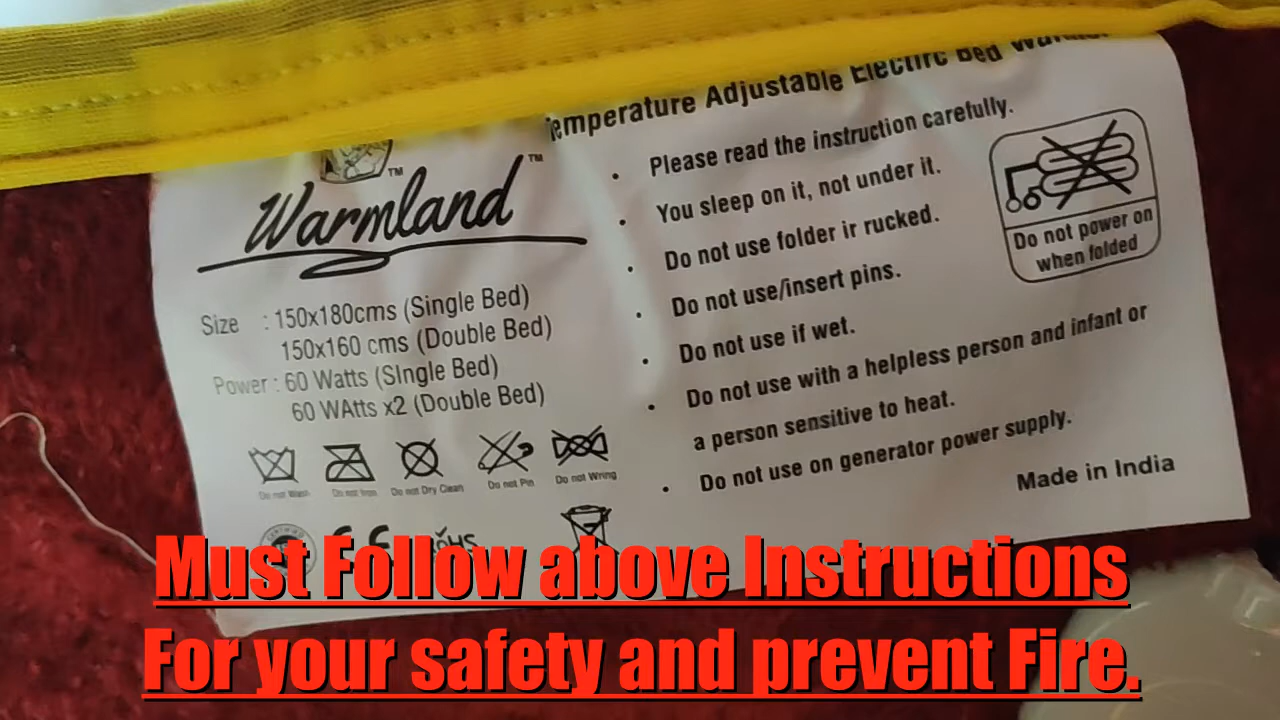 Temperature Adjustable Electirc Bed Warmer
Warmland
TM
TM
Size : 150x180cms (Single Bed)
150x160 cms (Double Bed)
Power : 60 Watts (SIngle Bed)
60 WAtts x2 (Double Bed)
Do not Wash
Do not Iron
Do not Dry Clean
Do not Pin
Do not Wring
CE
RoHS
• Please read the instruction carefully.
• You sleep on it, not under it.
• Do not use folder ir rucked.
• Do not use/insert pins.
• Do not use if wet.
• Do not use with a helpless person and infant or
a person sensitive to heat.
• Do not use on generator power supply.
Do not power on
when folded
Made in India
Must Follow above Instructions
For your safety and prevent Fire.